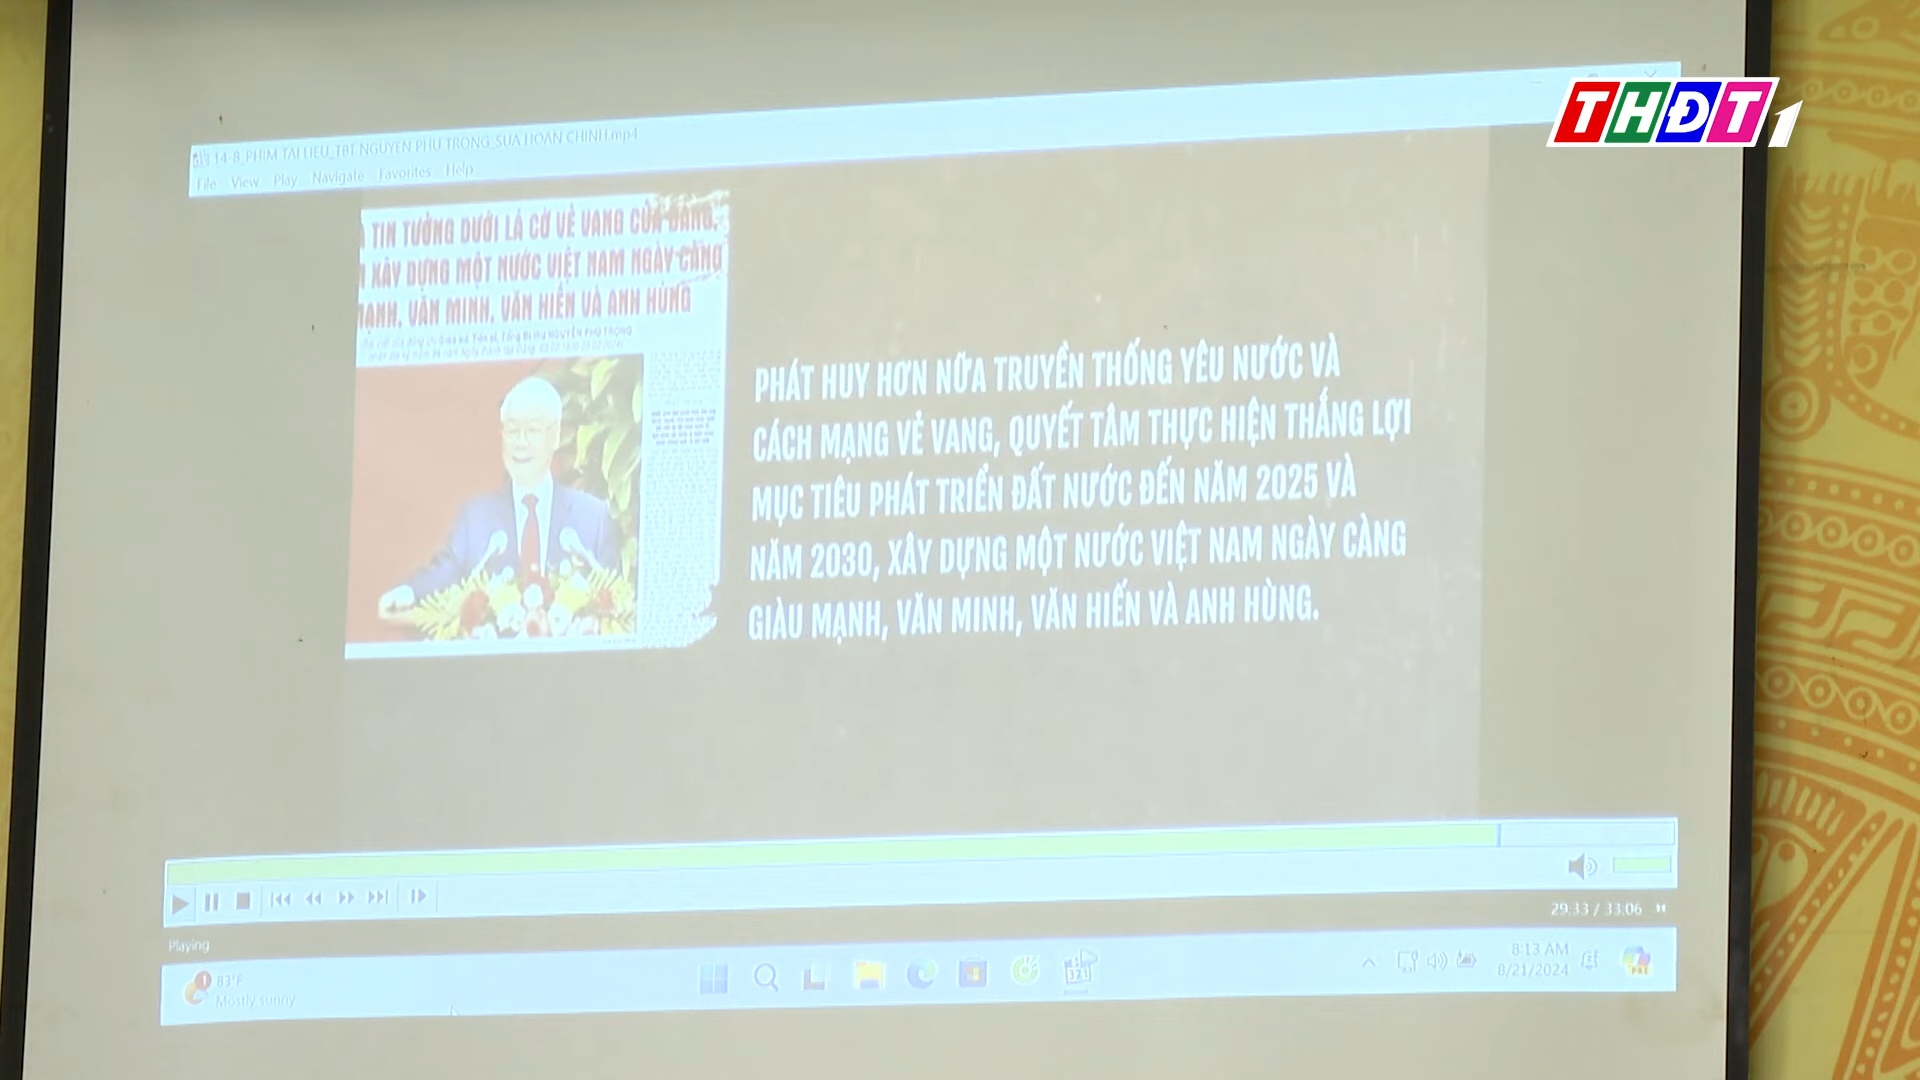 THĐT1
14-8_PHIM TAI LIEU_TBT NGUYEN PHU TRONG_SUA HOAN CHINH.mp4
File View Play Navigate Favorites Help
TIN TƯỞNG DƯỚI LÁ CỜ VẺ VANG CỦA ĐẢNG,
XÂY DỰNG MỘT NƯỚC VIỆT NAM NGÀY CÀNG
MẠNH, VĂN MINH, VĂN HIẾN VÀ ANH HÙNG
PHÁT HUY HƠN NỮA TRUYỀN THỐNG YÊU NƯỚC VÀ
CÁCH MẠNG VẺ VANG, QUYẾT TÂM THỰC HIỆN THẮNG LỢI
MỤC TIÊU PHÁT TRIỂN ĐẤT NƯỚC ĐẾN NĂM 2025 VÀ
NĂM 2030, XÂY DỰNG MỘT NƯỚC VIỆT NAM NGÀY CÀNG
GIÀU MẠNH, VĂN MINH, VĂN HIẾN VÀ ANH HÙNG.
29:33 / 33:06
Playing
1
83°F
Mostly sunny
321
8:13 AM
8/21/2024
PRE